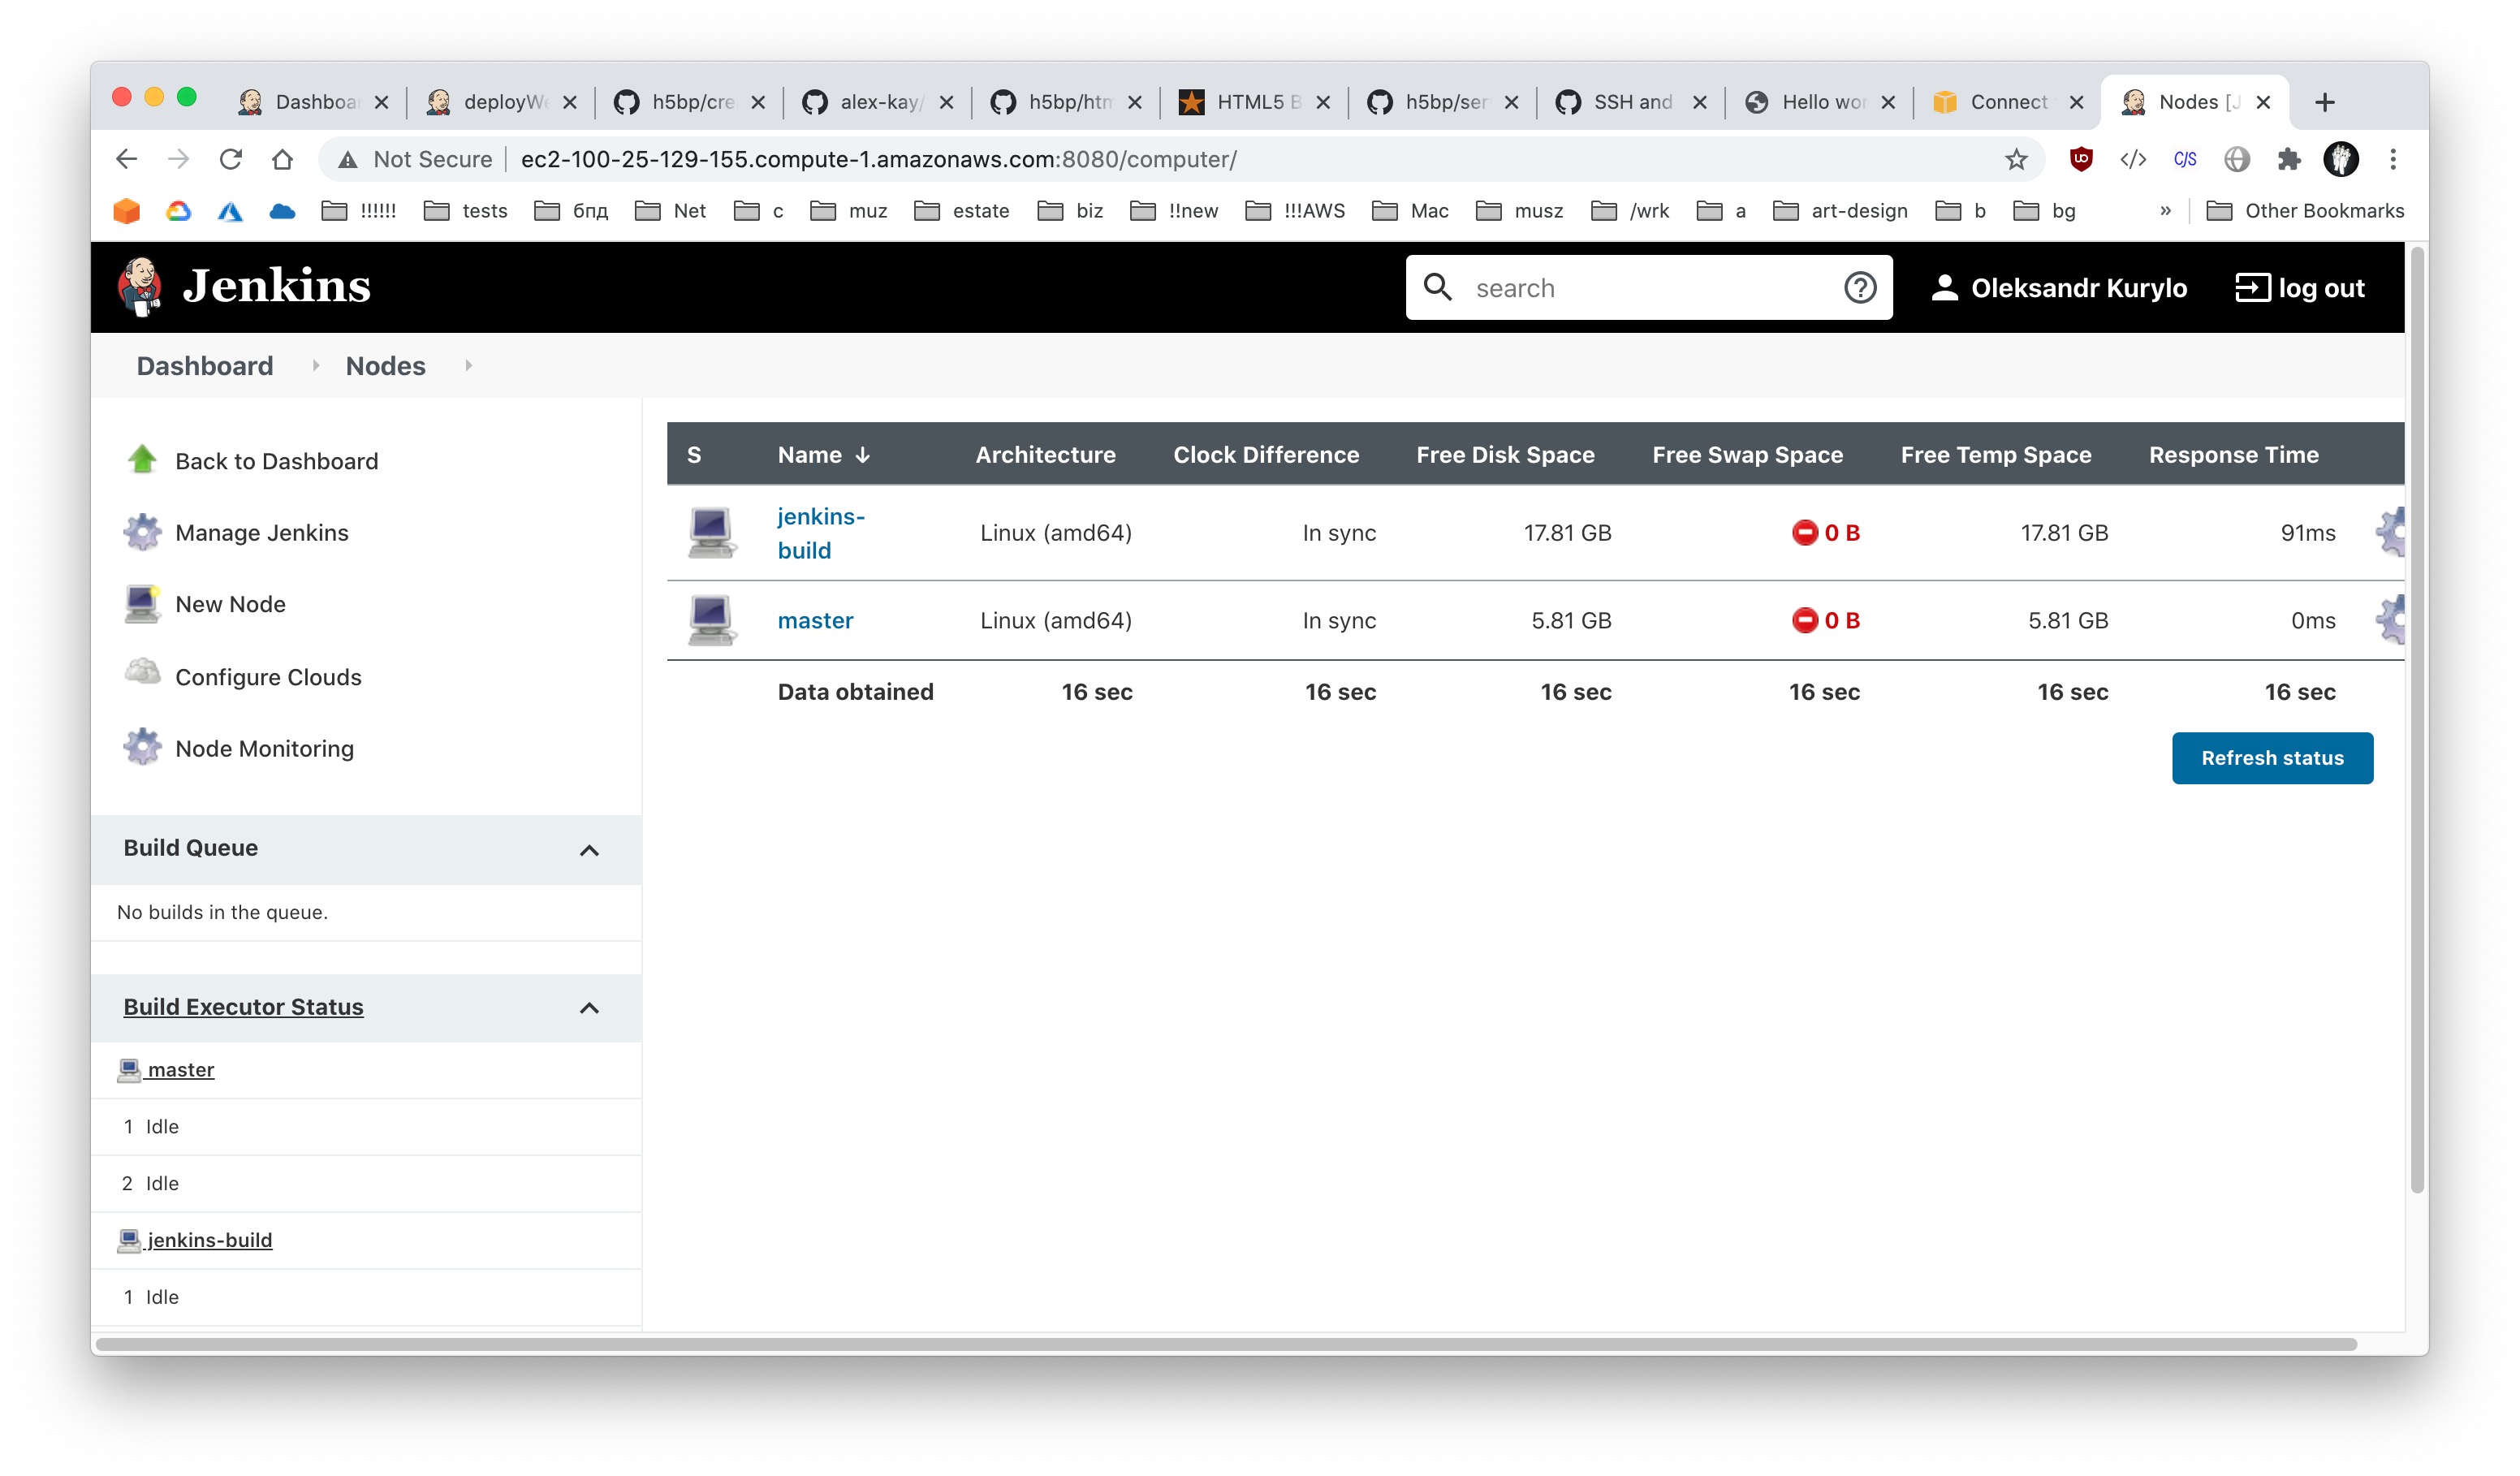 Dashboa
deployWe
h5bp/cre
alex-kay/
h5bp/htm
HTML5 B
h5bp/ser
SSH and
Hello wor
Connect
Nodes [J
Not Secure
ec2-100-25-129-155.compute-1.amazonaws.com:8080/computer/
!!!!!!
tests
бпд
Net
c
muz
estate
biz
!!new
!!!AWS
Mac
musz
/wrk
a
art-design
b
bg
»
Other Bookmarks
Jenkins
search
Oleksandr Kurylo
log out
Dashboard
Nodes
Back to Dashboard
Manage Jenkins
New Node
Configure Clouds
Node Monitoring
Build Queue
No builds in the queue.
Build Executor Status
master
1 Idle
2 Idle
jenkins-build
1 Idle
S Name ↓ Architecture Clock Difference Free Disk Space Free Swap Space Free Temp Space Response Time
jenkins-
build Linux (amd64) In sync 17.81 GB 0 B 17.81 GB 91ms
master Linux (amd64) In sync 5.81 GB 0 B 5.81 GB 0ms
Data obtained 16 sec 16 sec 16 sec 16 sec 16 sec 16 sec
Refresh status